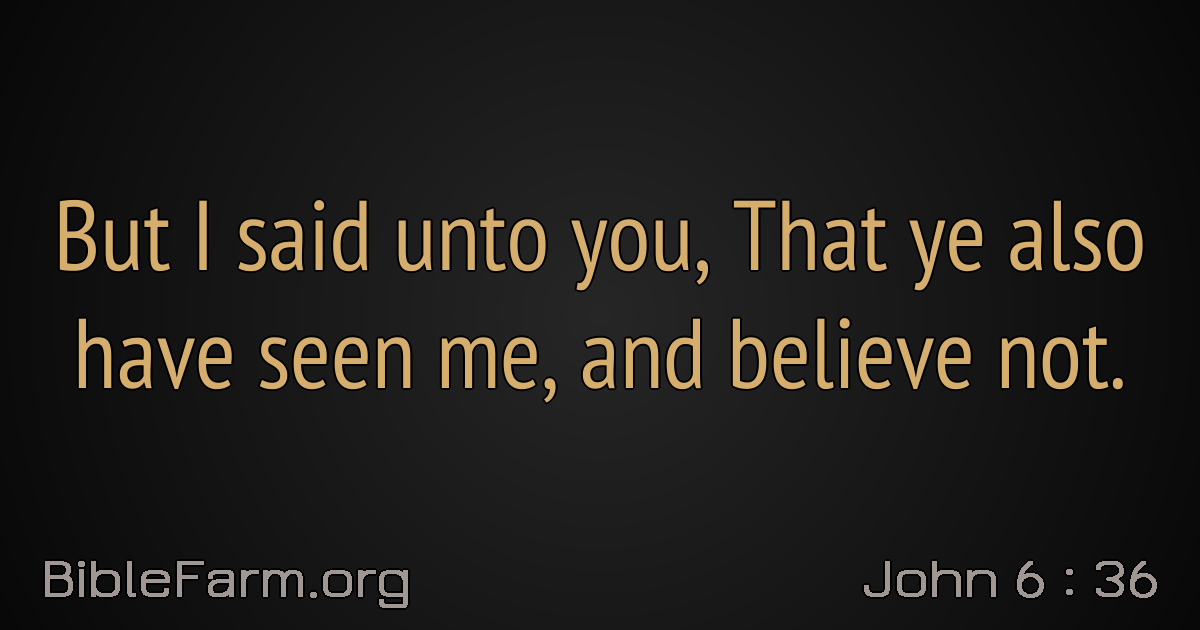 But I said unto you, That ye also
have seen me, and believe not.
BibleFarm.org
John 6 : 36